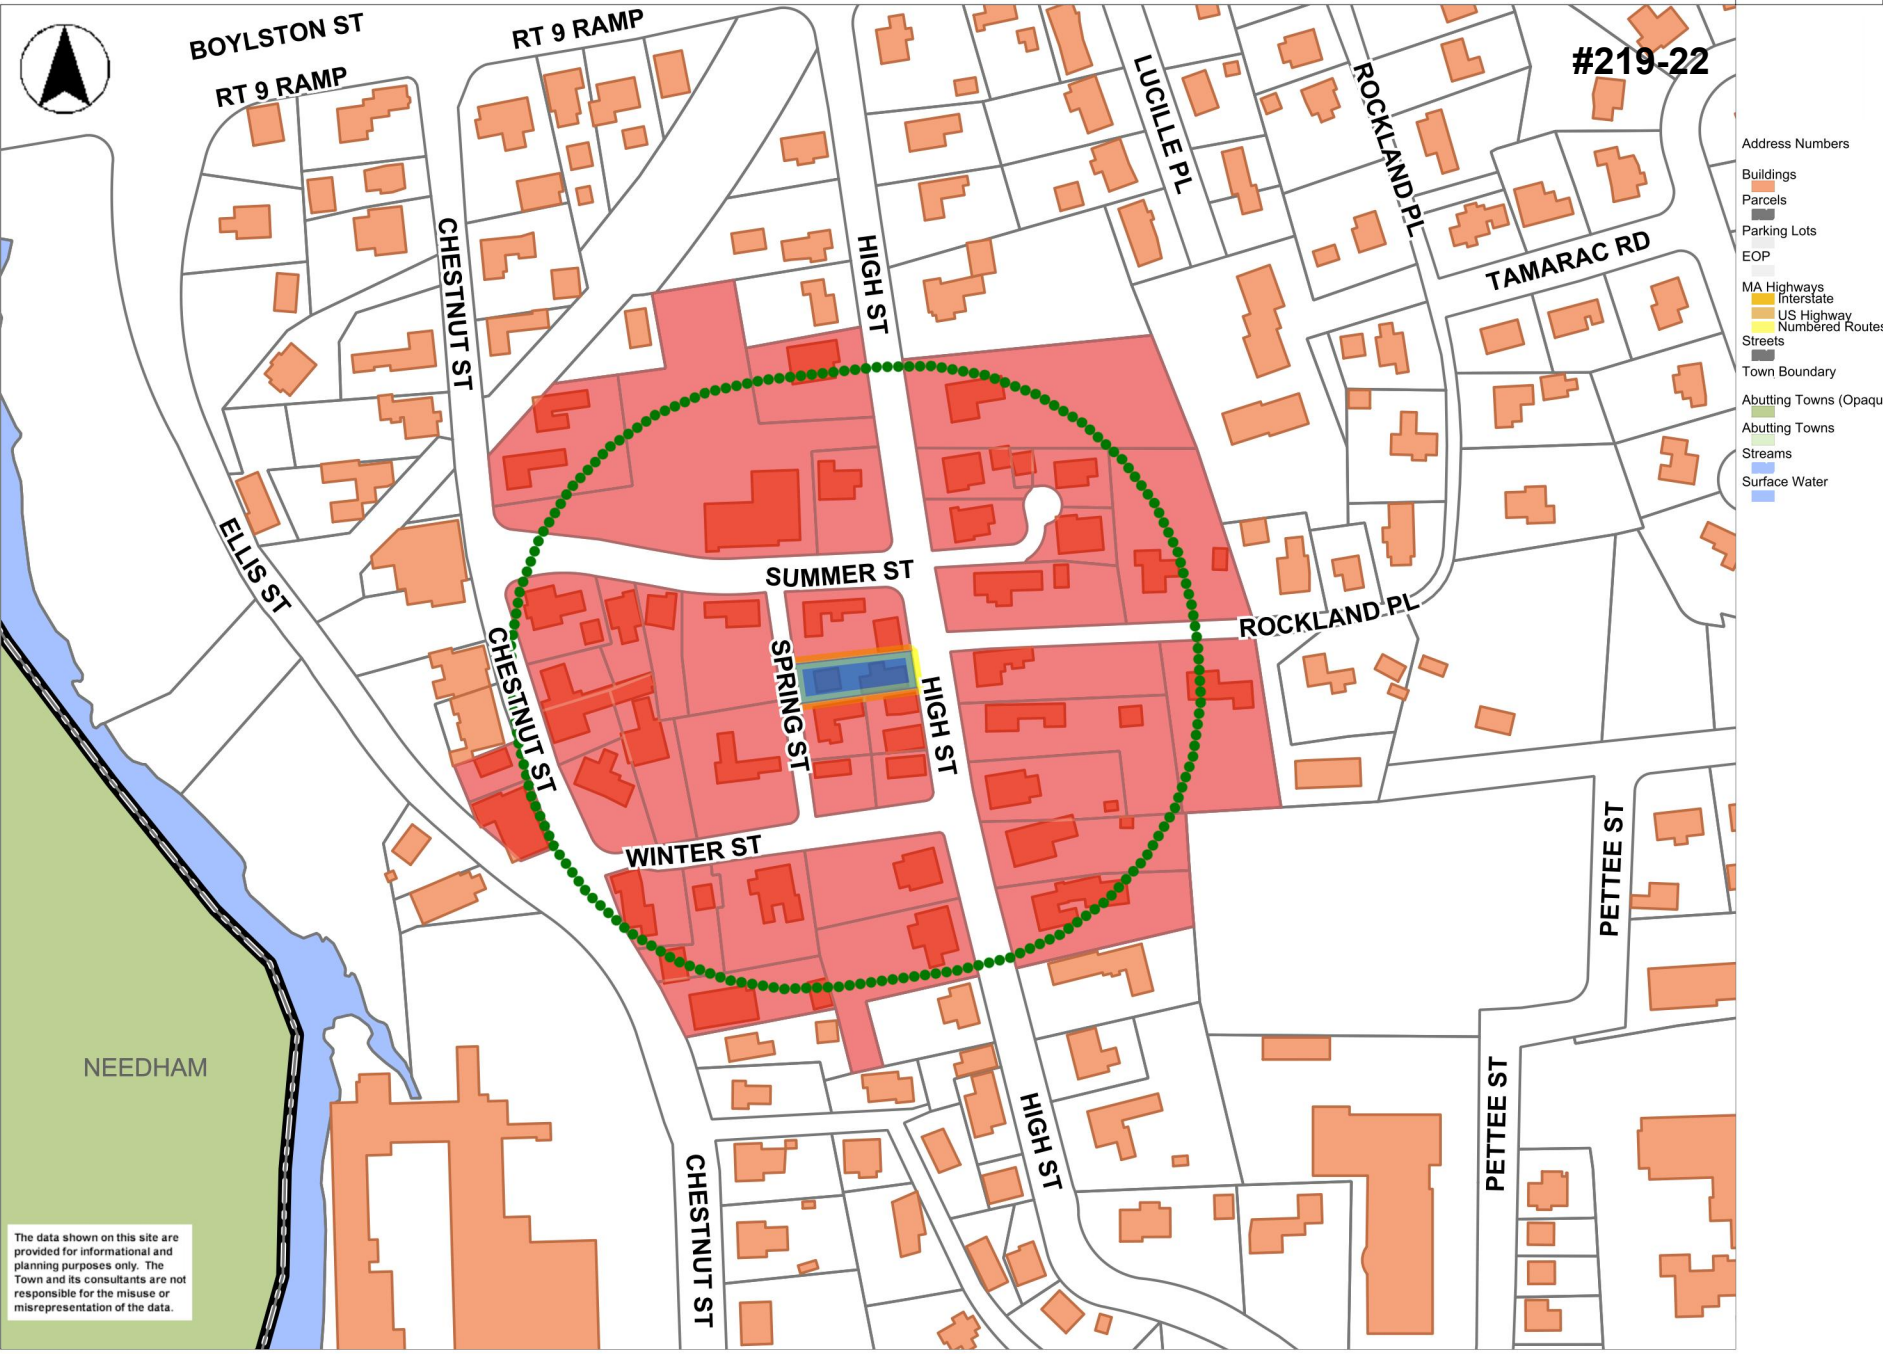 BOYLSTON ST
RT 9 RAMP
RT 9 RAMP
#219-22
LUCILLE PL
ROCKLAND PL
CHESTNUT ST
HIGH ST
TAMARAC RD
ELLIS ST
SUMMER ST
ROCKLAND PL
CHESTNUT ST
SPRING ST
HIGH ST
WINTER ST
PETTEE ST
NEEDHAM
HIGH ST
PETTEE ST
CHESTNUT ST
The data shown on this site are
provided for informational and
planning purposes only. The
Town and its consultants are not
responsible for the misuse or
misrepresentation of the data.
Address Numbers
Buildings
Parcels
Parking Lots
EOP
MA Highways
Interstate
US Highway
Numbered Routes
Streets
Town Boundary
Abutting Towns (Opaqu
Abutting Towns
Streams
Surface Water